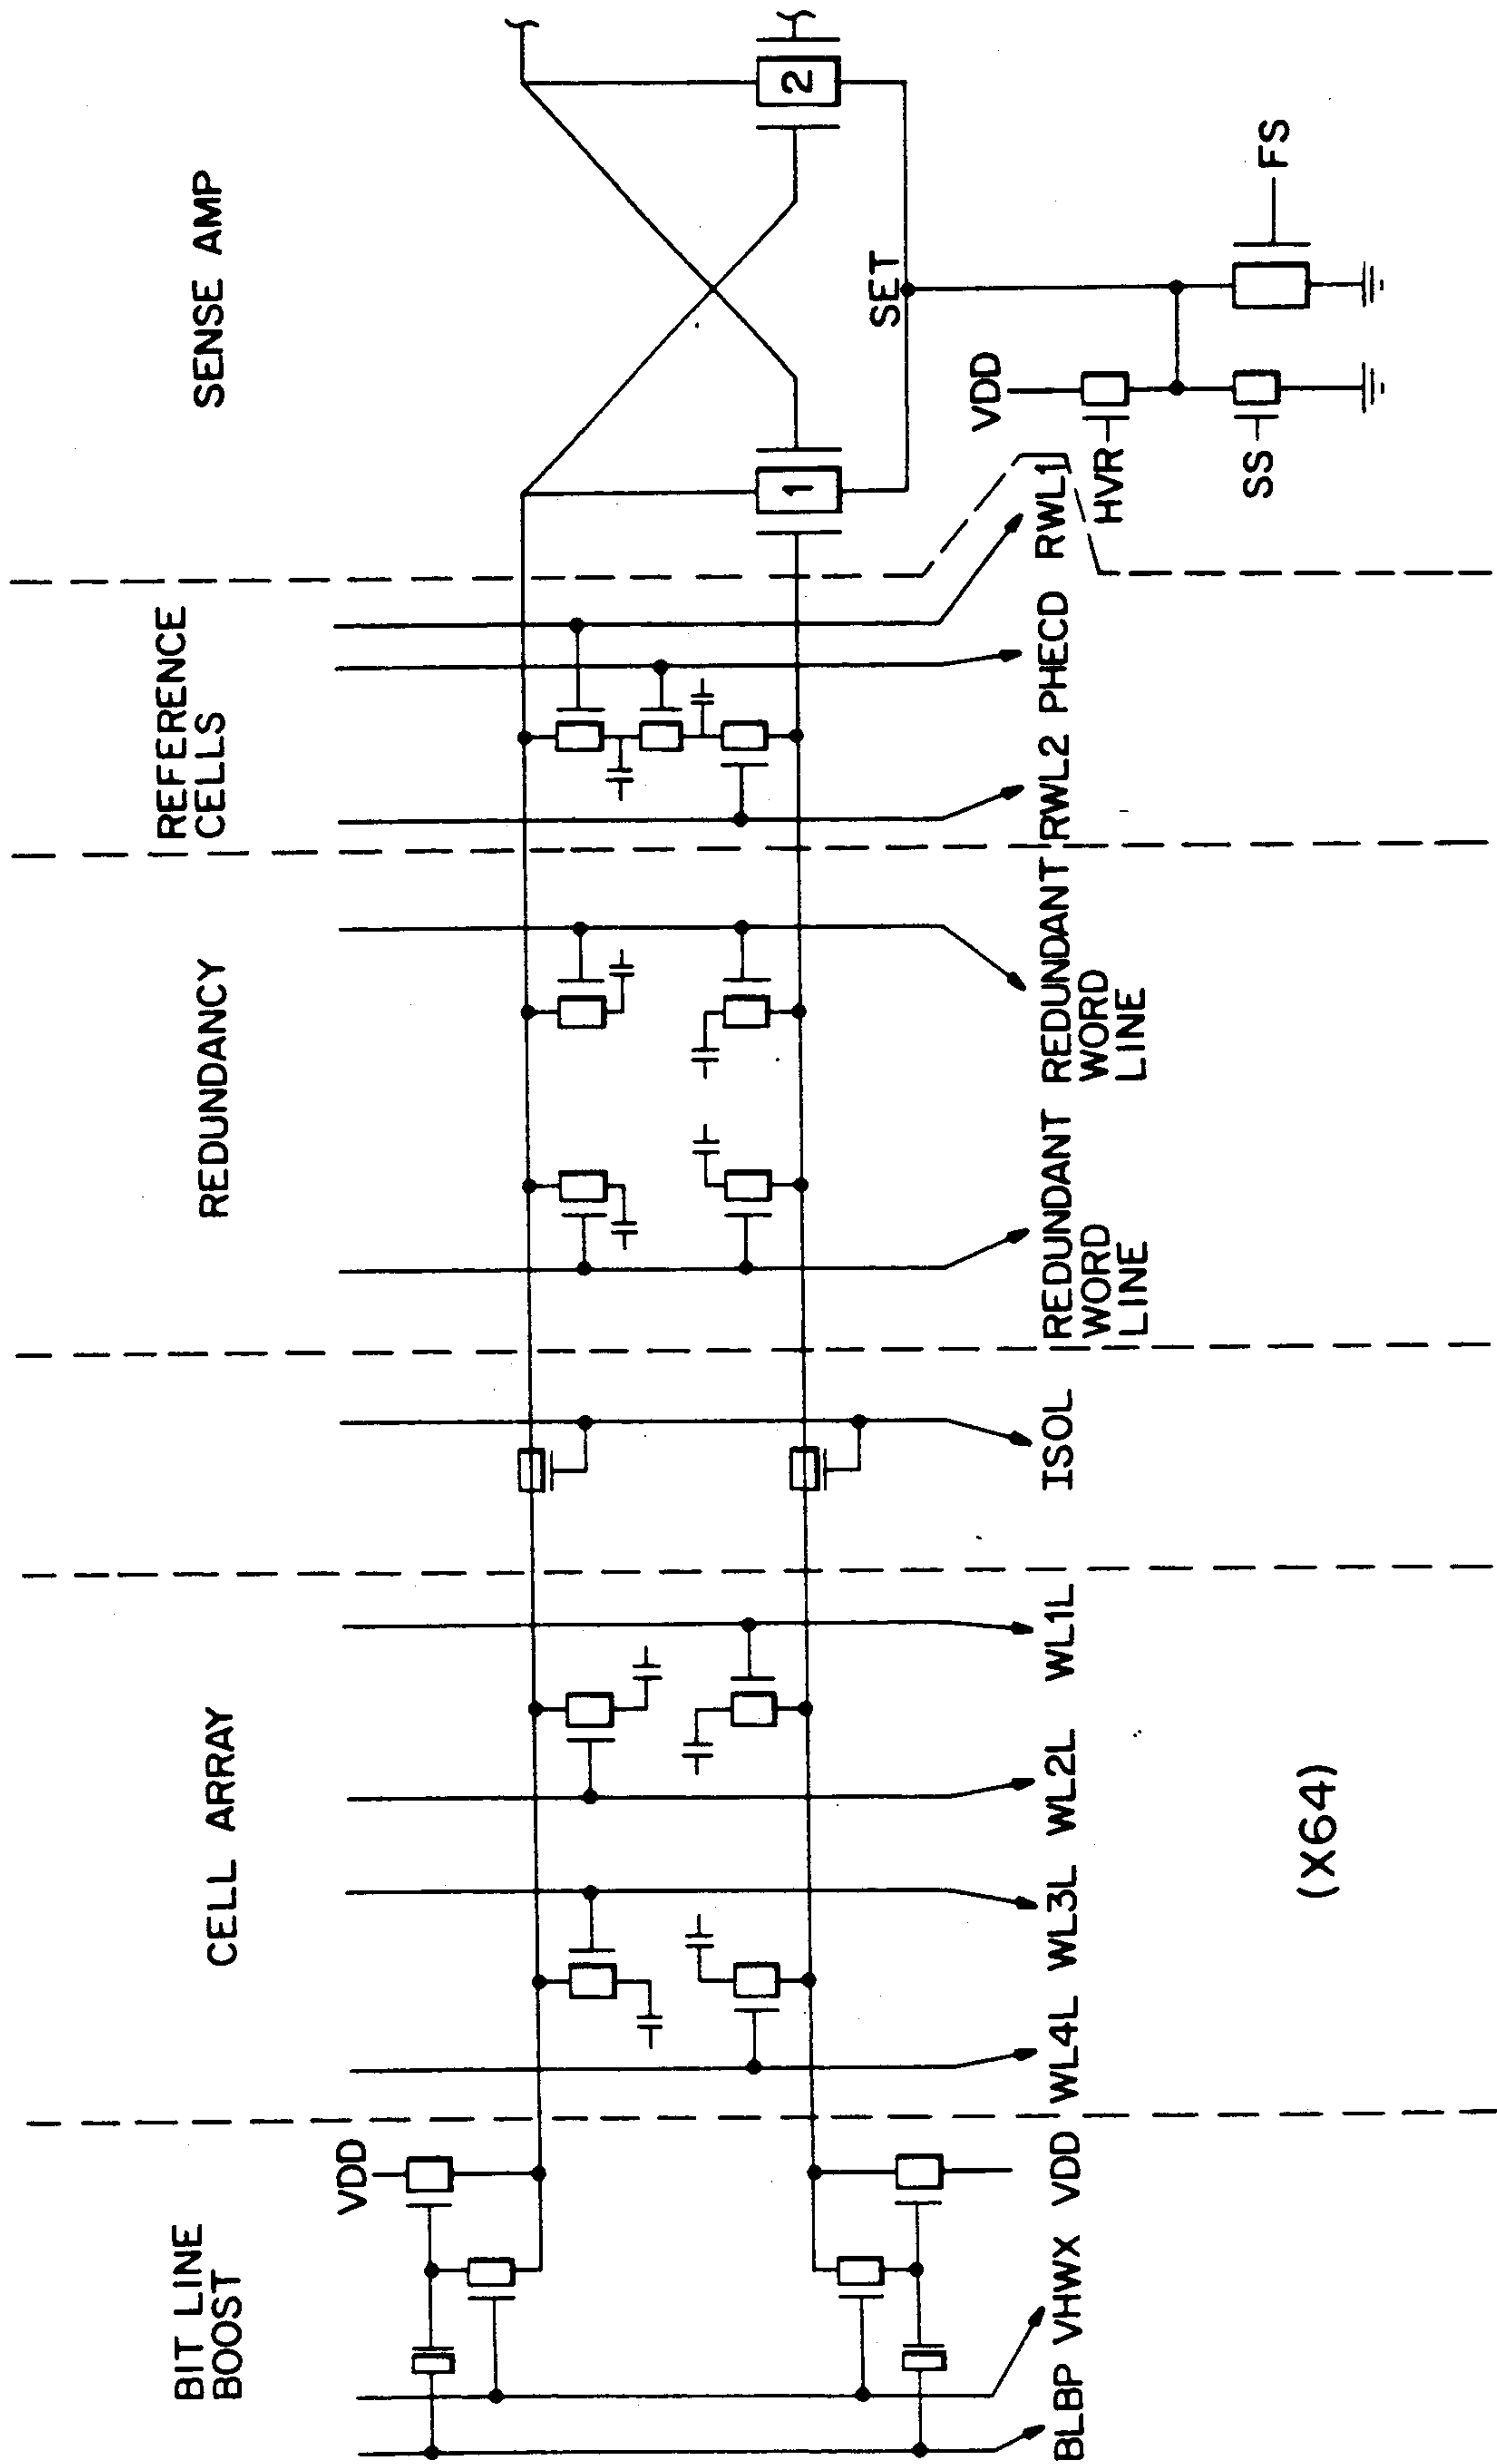 BIT LINE
BOOST
CELL ARRAY
REDUNDANCY
REFERENCE
CELLS
SENSE AMP
VDD
1
2
SET
VDD
HVR
SS
FS
BLBP
VHWX
VDD
WL4L
WL3L
WL2L
WL1L
ISOL
REDUNDANT
WORD
LINE
REDUNDANT
WORD
LINE
REDUNDANT
RWL2
PHECD
RWL1
(X64)